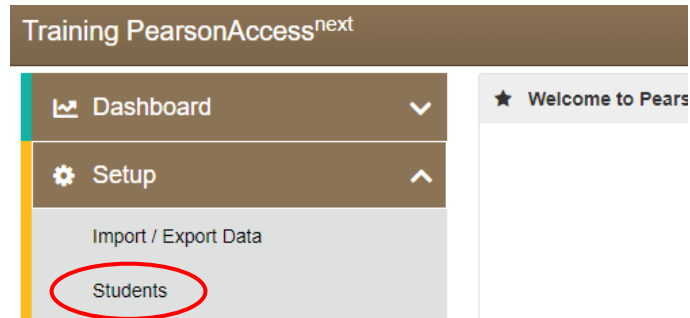 Training PearsonAccessnext
Dashboard
★ Welcome to Pears
Setup
Import / Export Data
Students